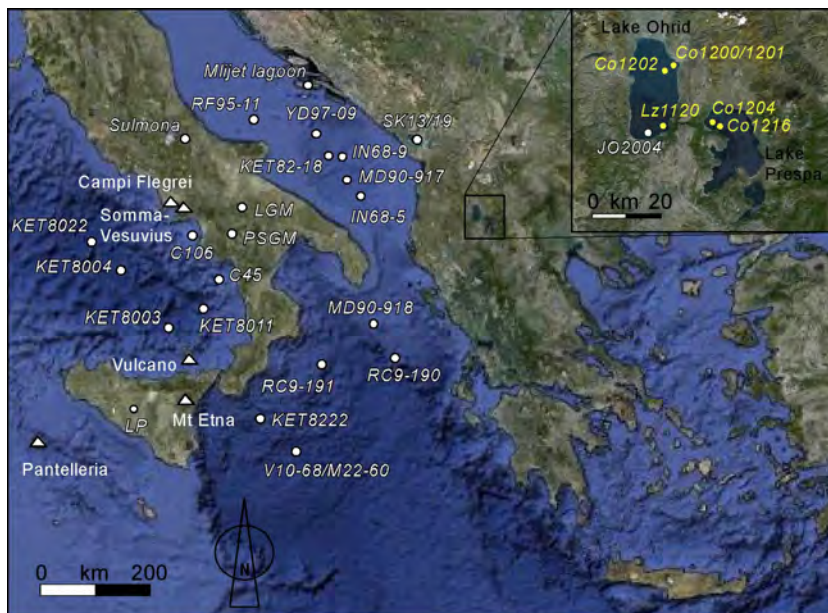 Lake Ohrid
Co1202
Co1200/1201
Lz1120
Co1204
Co1216
JO2004
Lake
Prespa
0 km 20
Mlijet lagoon
RF95-11
YD97-09
SK13/19
Sulmona
IN68-9
KET82-18
MD90-917
Campi Flegrei
LGM
IN68-5
Somma-
Vesuvius
KET8022
PSGM
C106
KET8004
C45
MD90-918
KET8003
KET8011
Vulcano
RC9-191
RC9-190
LP
Mt Etna
KET8222
Pantelleria
V10-68/M22-60
N
0 km 200